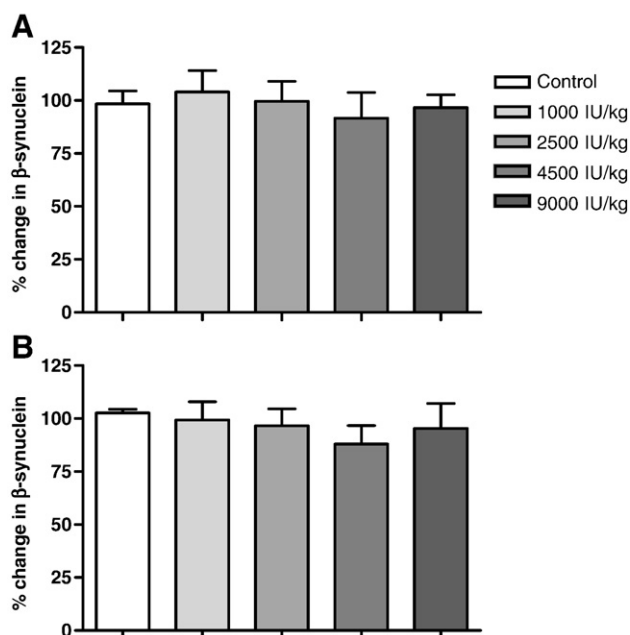 A
% change in β-synuclein
125
100
75
50
25
0
Control
1000 IU/kg
2500 IU/kg
4500 IU/kg
9000 IU/kg
B
% change in β-synuclein
125
100
75
50
25
0